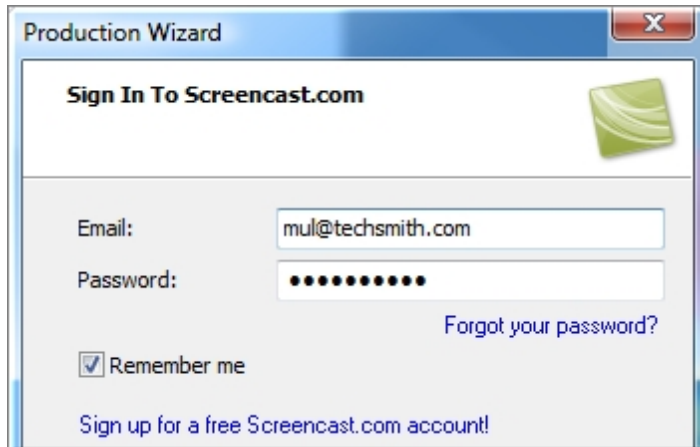 Production Wizard
Sign In To Screencast.com
Email: mul@techsmith.com
Password: ●●●●●●●●●●
Forgot your password?
Remember me
Sign up for a free Screencast.com account!